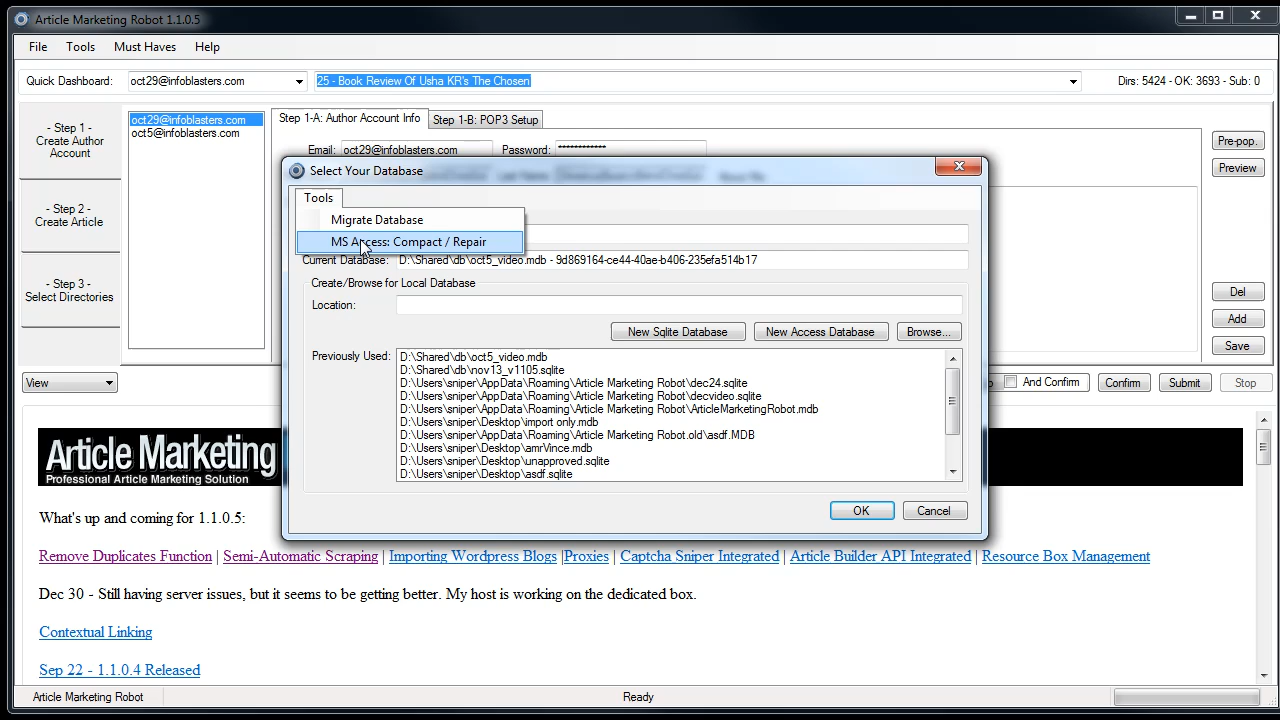 Article Marketing Robot 1.1.0.5
File Tools Must Haves Help
Quick Dashboard: oct29@infoblasters.com 25 - Book Review Of Usha KR's The Chosen Dirs: 5424 - OK: 3693 - Sub: 0
- Step 1 -
Create Author
Account
- Step 2 -
Create Article
- Step 3 -
Select Directories
oct29@infoblasters.com
oct5@infoblasters.com
Step 1-A: Author Account Info Step 1-B: POP3 Setup
Email: oct29@infoblasters.com Password: ************
Pre-pop.
Preview
Del
Add
Save
Select Your Database
Tools
Migrate Database
MS Access: Compact / Repair
Current Database: D:\Shared\db\oct5_video.mdb - 9d869164-ce44-40ae-b406-235efa514b17
Create/Browse for Local Database
Location:
New Sqlite Database New Access Database Browse...
Previously Used:
D:\Shared\db\oct5_video.mdb
D:\Shared\db\nov13_v1105.sqlite
D:\Users\sniper\AppData\Roaming\Article Marketing Robot\dec24.sqlite
D:\Users\sniper\AppData\Roaming\Article Marketing Robot\decvideo.sqlite
D:\Users\sniper\AppData\Roaming\Article Marketing Robot\ArticleMarketingRobot.mdb
D:\Users\sniper\Desktop\import only.mdb
D:\Users\sniper\AppData\Roaming\Article Marketing Robot.old\asdf.MDB
D:\Users\sniper\Desktop\amrVince.mdb
D:\Users\sniper\Desktop\unapproved.sqlite
D:\Users\sniper\Desktop\asdf.sqlite
OK Cancel
View And Confirm Confirm Submit Stop
Article Marketing
Professional Article Marketing Solution
What's up and coming for 1.1.0.5:
Remove Duplicates Function | Semi-Automatic Scraping | Importing Wordpress Blogs |Proxies | Captcha Sniper Integrated | Article Builder API Integrated | Resource Box Management
Dec 30 - Still having server issues, but it seems to be getting better. My host is working on the dedicated box.
Contextual Linking
Sep 22 - 1.1.0.4 Released
Article Marketing Robot Ready